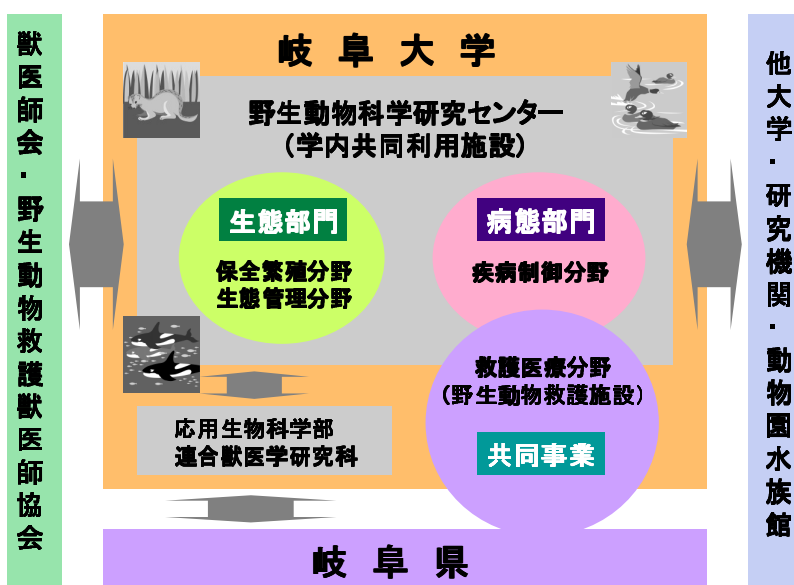 獣医師会・野生動物救護獣医師協会
岐阜大学
野生動物科学研究センター
（学内共同利用施設）
生態部門
保全繁殖分野
生態管理分野
病態部門
疾病制御分野
救護医療分野
（野生動物救護施設）
共同事業
応用生物科学部
連合獣医学研究科
岐阜県
他大学・研究機関・動物園水族館